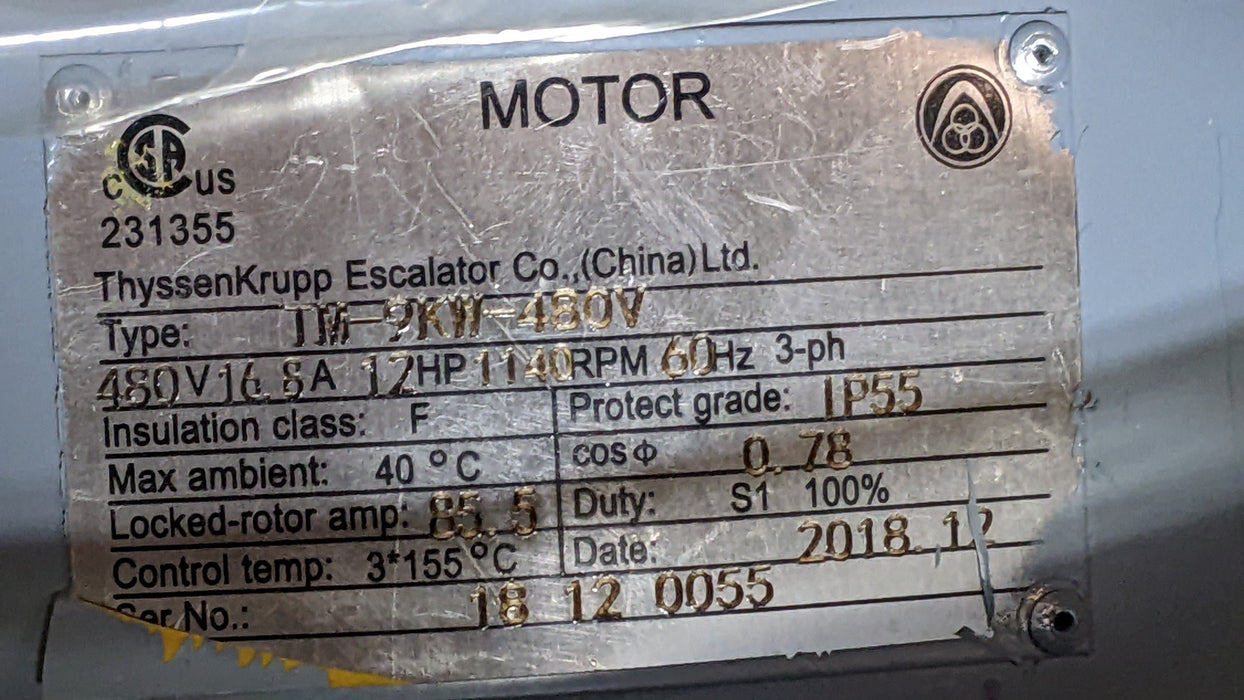 MOTOR
CSA
C US
231355
ThyssenKrupp Escalator Co.,(China)Ltd.
Type: TM-9KW-480V
480V 16.8A 12HP 1140RPM 60Hz 3-ph
Insulation class: F Protect grade: IP55
Max ambient: 40 °C cosΦ 0.78
Locked-rotor amp: 85.5 Duty: S1 100%
Control temp: 3*155°C Date: 2018.12
Ser No.: 18 12 0055